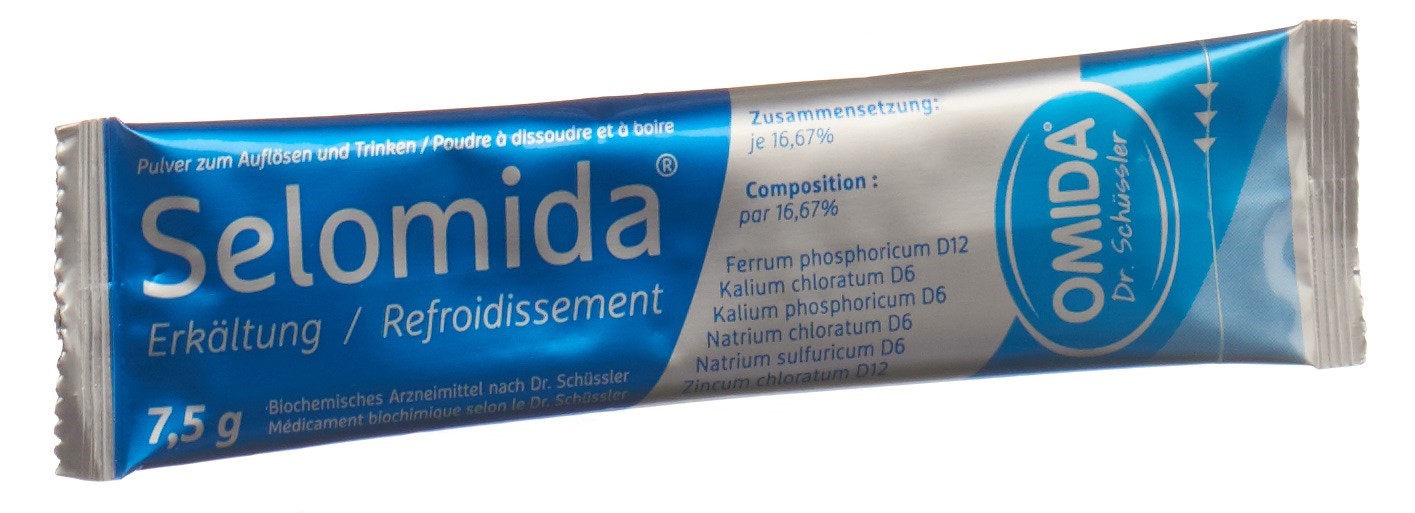 Pulver zum Auflösen und Trinken / Poudre à dissoudre et à boire
Selomida®
Erkältung / Refroidissement
7,5 g
Biochemisches Arzneimittel nach Dr. Schüssler
Médicament biochimique selon le Dr. Schüssler
Zusammensetzung:
je 16,67%
Composition :
par 16,67%
Ferrum phosphoricum D12
Kalium chloratum D6
Kalium phosphoricum D6
Natrium chloratum D6
Natrium sulfuricum D6
Zincum chloratum D12
OMIDA®
Dr. Schüssler